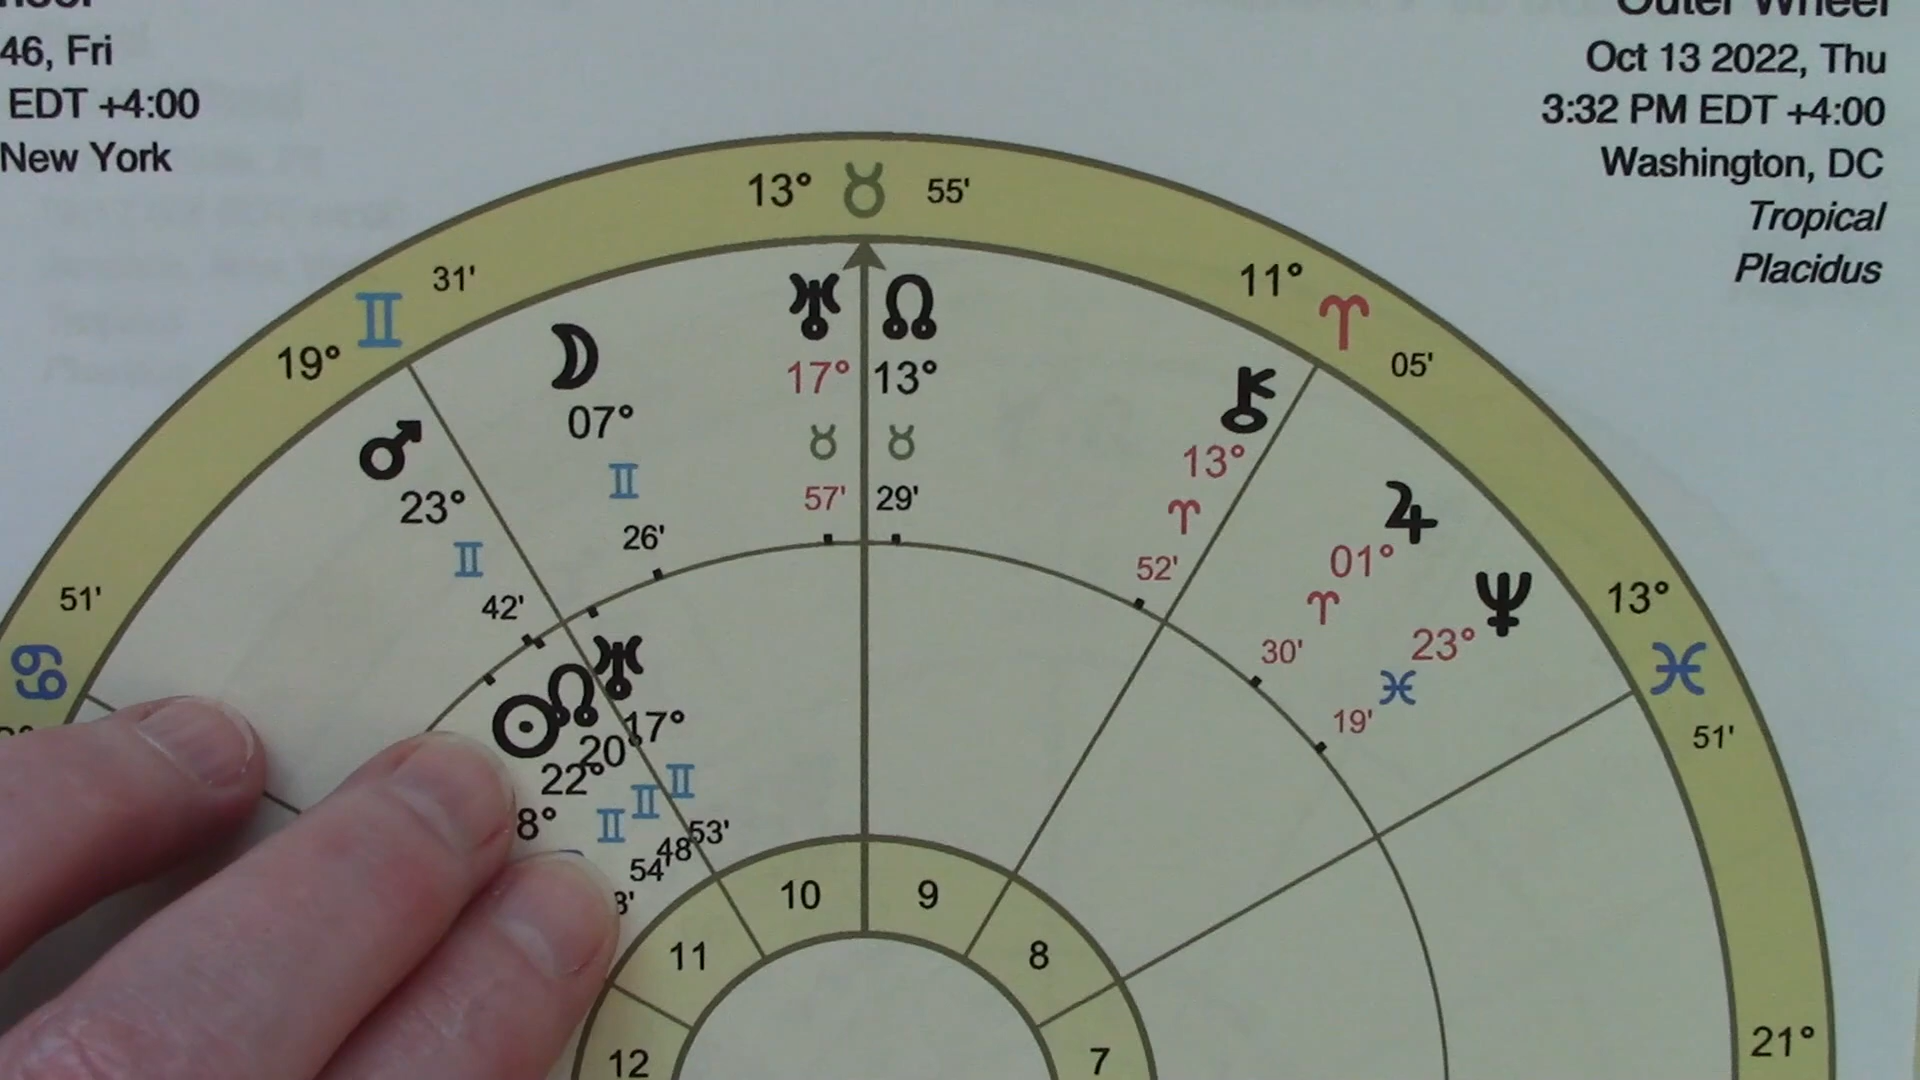 46, Fri
EDT +4:00
New York
Outer Wheel
Oct 13 2022, Thu
3:32 PM EDT +4:00
Washington, DC
Tropical
Placidus
13° ♉ 55'
19° ♊ 31'
11° ♈ 05'
13° ♓ 51'
51' ♋
21°
♂ 23° ♊ 42'
☽ 07° ♊ 26'
♅ 17° ♉ 57'
☊ 13° ♉ 29'
⚷ 13° ♈ 52'
♃ 01° ♈ 30'
♆ 23° ♓ 19'
♅ 17° ♊ 53'
☊ 20° ♊ 48'
☉ 22° ♊ 54'
8°
3'
10
9
11
8
12
7